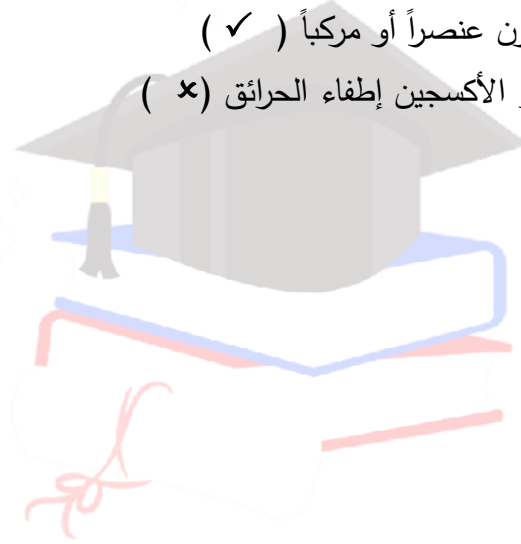 عنصراً أو مركباً ( ✓ )
الأكسجين إطفاء الحرائق (× )